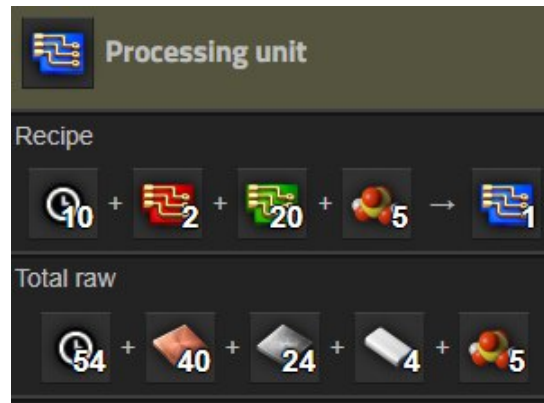 Processing unit
Recipe
10 + 2 + 20 + 5 → 1
Total raw
54 + 40 + 24 + 4 + 5